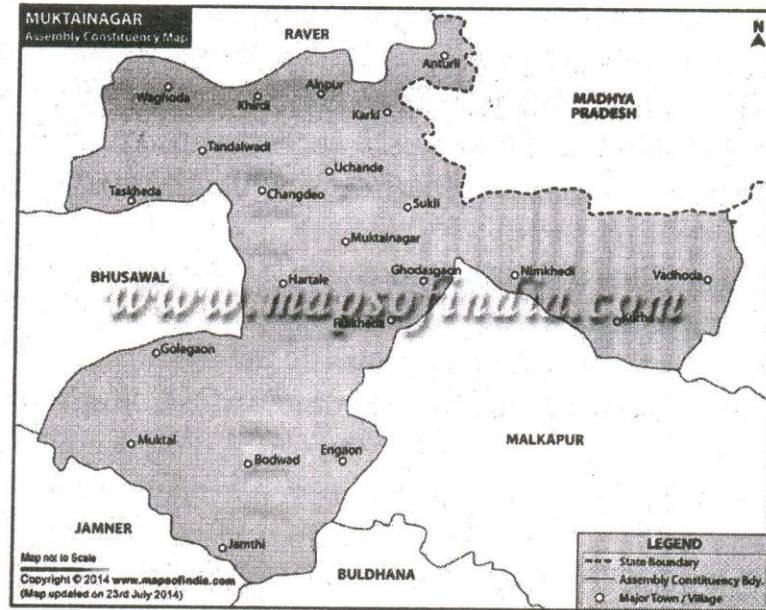 MUKTAINAGAR
Assembly Constituency Map
N
RAVER
Anturli
Waghoda
Khirdi
Ainpur
Karki
MADHYA
PRADESH
Tandalwadi
Uchande
Taskheda
Changdeo
Sukli
Muktainagar
BHUSAWAL
Hartale
Ghodasgaon
Nimkhedi
Vadhoda
www.mapsofindia.com
Ruikheda
Golegaon
Muktal
Bodwad
Engaon
MALKAPUR
JAMNER
Jamthi
BULDHANA
Map not to Scale
Copyright © 2014 www.mapsofindia.com
(Map updated on 23rd July 2014)
LEGEND
State Boundary
Assembly Constituency Bdy.
Major Town / Village